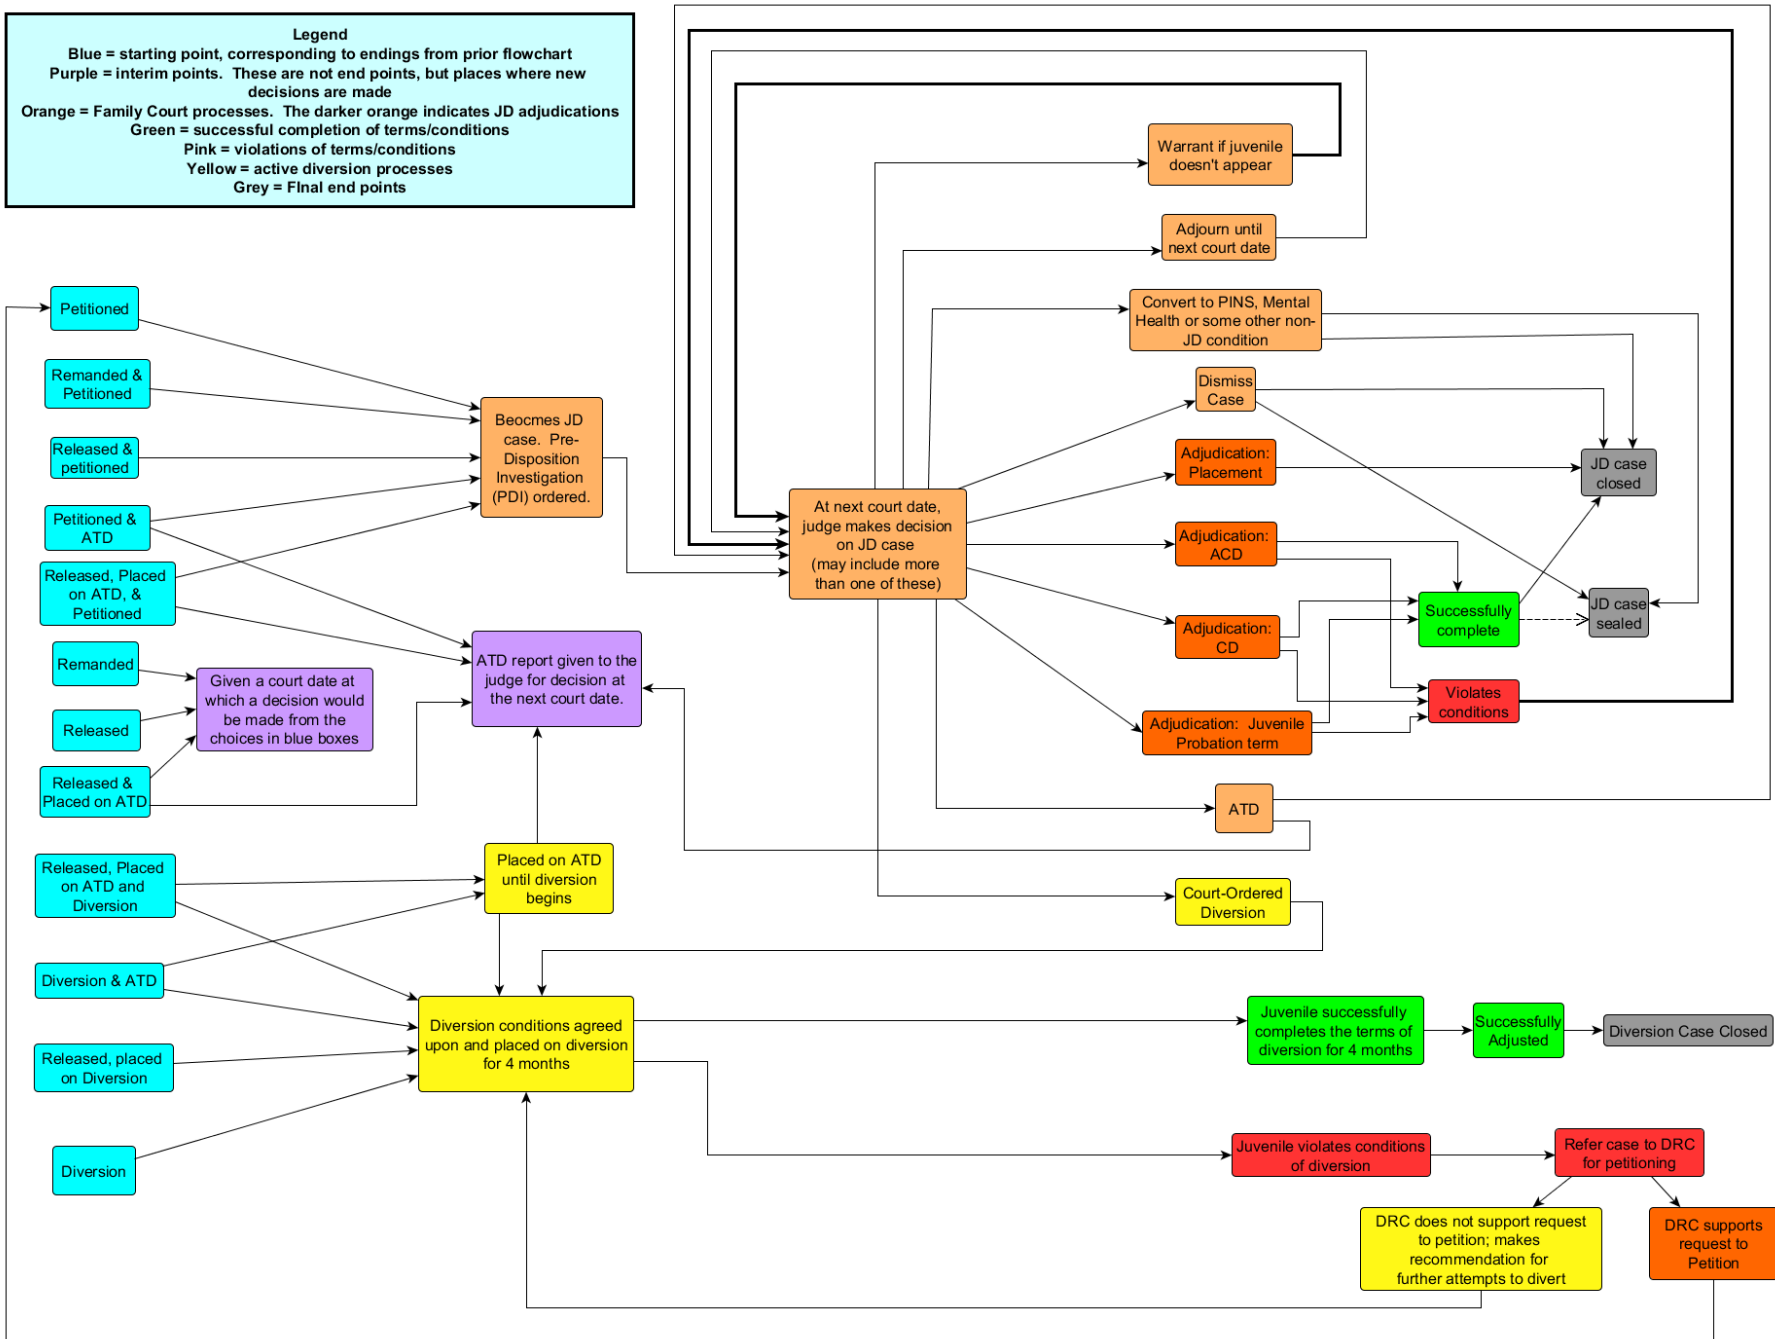 Legend
Blue = starting point, corresponding to endings from prior flowchart
Purple = interim points.  These are not end points, but places where new
decisions are made
Orange = Family Court processes.  The darker orange indicates JD adjudications
Green = successful completion of terms/conditions
Pink = violations of terms/conditions
Yellow = active diversion processes
Grey = FInal end points
Warrant if juvenile
doesn't appear
Adjourn until
next court date
Convert to PINS, Mental
Health or some other non-
JD condition
Dismiss
Case
Adjudication:
Placement
Adjudication:
ACD
Adjudication:
CD
Adjudication:  Juvenile
Probation term
ATD
Court-Ordered
Diversion
JD case
closed
JD case
sealed
Successfully
complete
Violates
conditions
At next court date,
judge makes decision
on JD case
(may include more
than one of these)
Petitioned
Remanded &
Petitioned
Released &
petitioned
Petitioned &
ATD
Released, Placed
on ATD, &
Petitioned
Remanded
Released
Released &
Placed on ATD
Released, Placed
on ATD and
Diversion
Diversion & ATD
Released, placed
on Diversion
Diversion
Beocmes JD
case.  Pre-
Disposition
Investigation
(PDI) ordered.
ATD report given to the
judge for decision at
the next court date.
Given a court date at
which a decision would
be made from the
choices in blue boxes
Placed on ATD
until diversion
begins
Diversion conditions agreed
upon and placed on diversion
for 4 months
Juvenile successfully
completes the terms of
diversion for 4 months
Successfully
Adjusted
Diversion Case Closed
Juvenile violates conditions
of diversion
Refer case to DRC
for petitioning
DRC does not support request
to petition; makes
recommendation for
further attempts to divert
DRC supports
request to
Petition